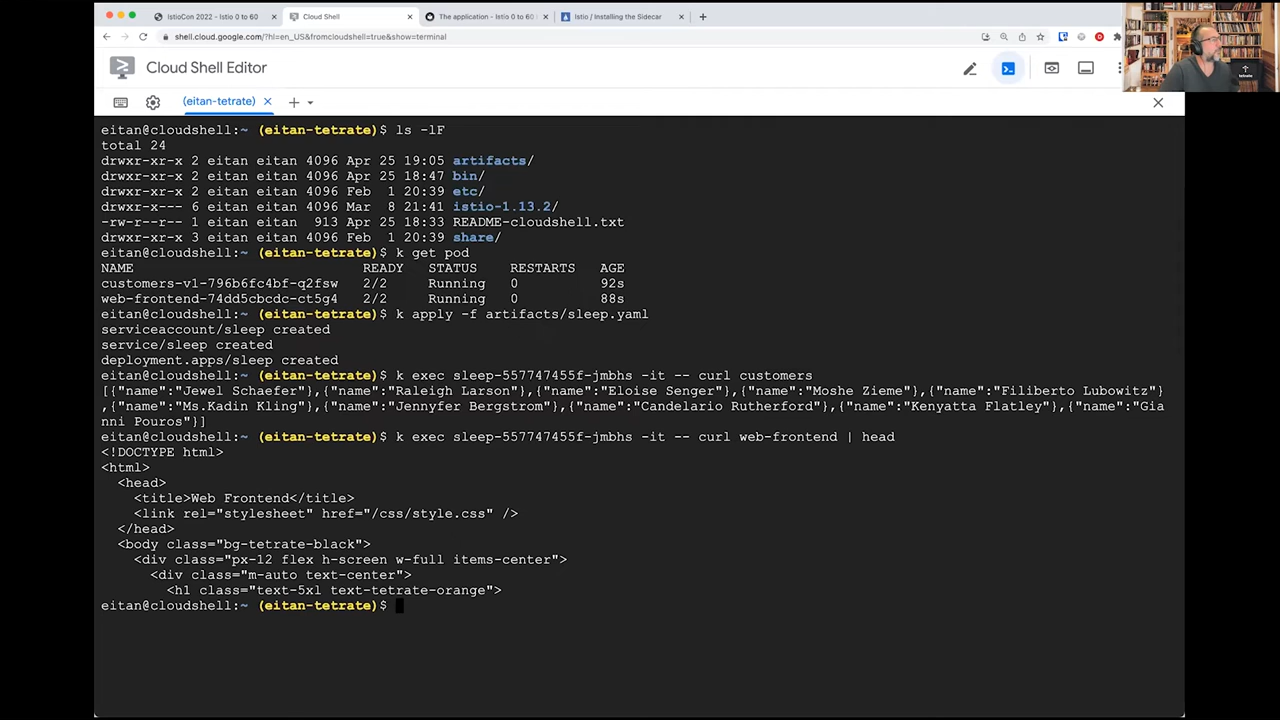 IstioCon 2022 - Istio 0 to 60
Cloud Shell
The application - Istio 0 to 60
Istio / Installing the Sidecar
shell.cloud.google.com/?hl=en_US&fromcloudshell=true&show=terminal
Cloud Shell Editor
(eitan-tetrate)
eitan@cloudshell:~ (eitan-tetrate)$ ls -lF
total 24
drwxr-xr-x 2 eitan eitan 4096 Apr 25 19:05 artifacts/
drwxr-xr-x 2 eitan eitan 4096 Apr 25 18:47 bin/
drwxr-xr-x 2 eitan eitan 4096 Feb  1 20:39 etc/
drwxr-x--- 6 eitan eitan 4096 Mar  8 21:41 istio-1.13.2/
-rw-r--r-- 1 eitan eitan  913 Apr 25 18:33 README-cloudshell.txt
drwxr-xr-x 3 eitan eitan 4096 Feb  1 20:39 share/
eitan@cloudshell:~ (eitan-tetrate)$ k get pod
NAME                            READY   STATUS    RESTARTS   AGE
customers-v1-796b6fc4bf-q2fsw   2/2     Running   0          92s
web-frontend-74dd5cbcdc-ct5g4   2/2     Running   0          88s
eitan@cloudshell:~ (eitan-tetrate)$ k apply -f artifacts/sleep.yaml
serviceaccount/sleep created
service/sleep created
deployment.apps/sleep created
eitan@cloudshell:~ (eitan-tetrate)$ k exec sleep-557747455f-jmbhs -it -- curl customers
[{"name":"Jewel Schaefer"},{"name":"Raleigh Larson"},{"name":"Eloise Senger"},{"name":"Moshe Zieme"},{"name":"Filiberto Lubowitz"}
,{"name":"Ms.Kadin Kling"},{"name":"Jennyfer Bergstrom"},{"name":"Candelario Rutherford"},{"name":"Kenyatta Flatley"},{"name":"Gia
nni Pouros"}]
eitan@cloudshell:~ (eitan-tetrate)$ k exec sleep-557747455f-jmbhs -it -- curl web-frontend | head
<!DOCTYPE html>
<html>
  <head>
    <title>Web Frontend</title>
    <link rel="stylesheet" href="/css/style.css" />
  </head>
  <body class="bg-tetrate-black">
    <div class="px-12 flex h-screen w-full items-center">
      <div class="m-auto text-center">
        <h1 class="text-5xl text-tetrate-orange">
eitan@cloudshell:~ (eitan-tetrate)$
tetrate